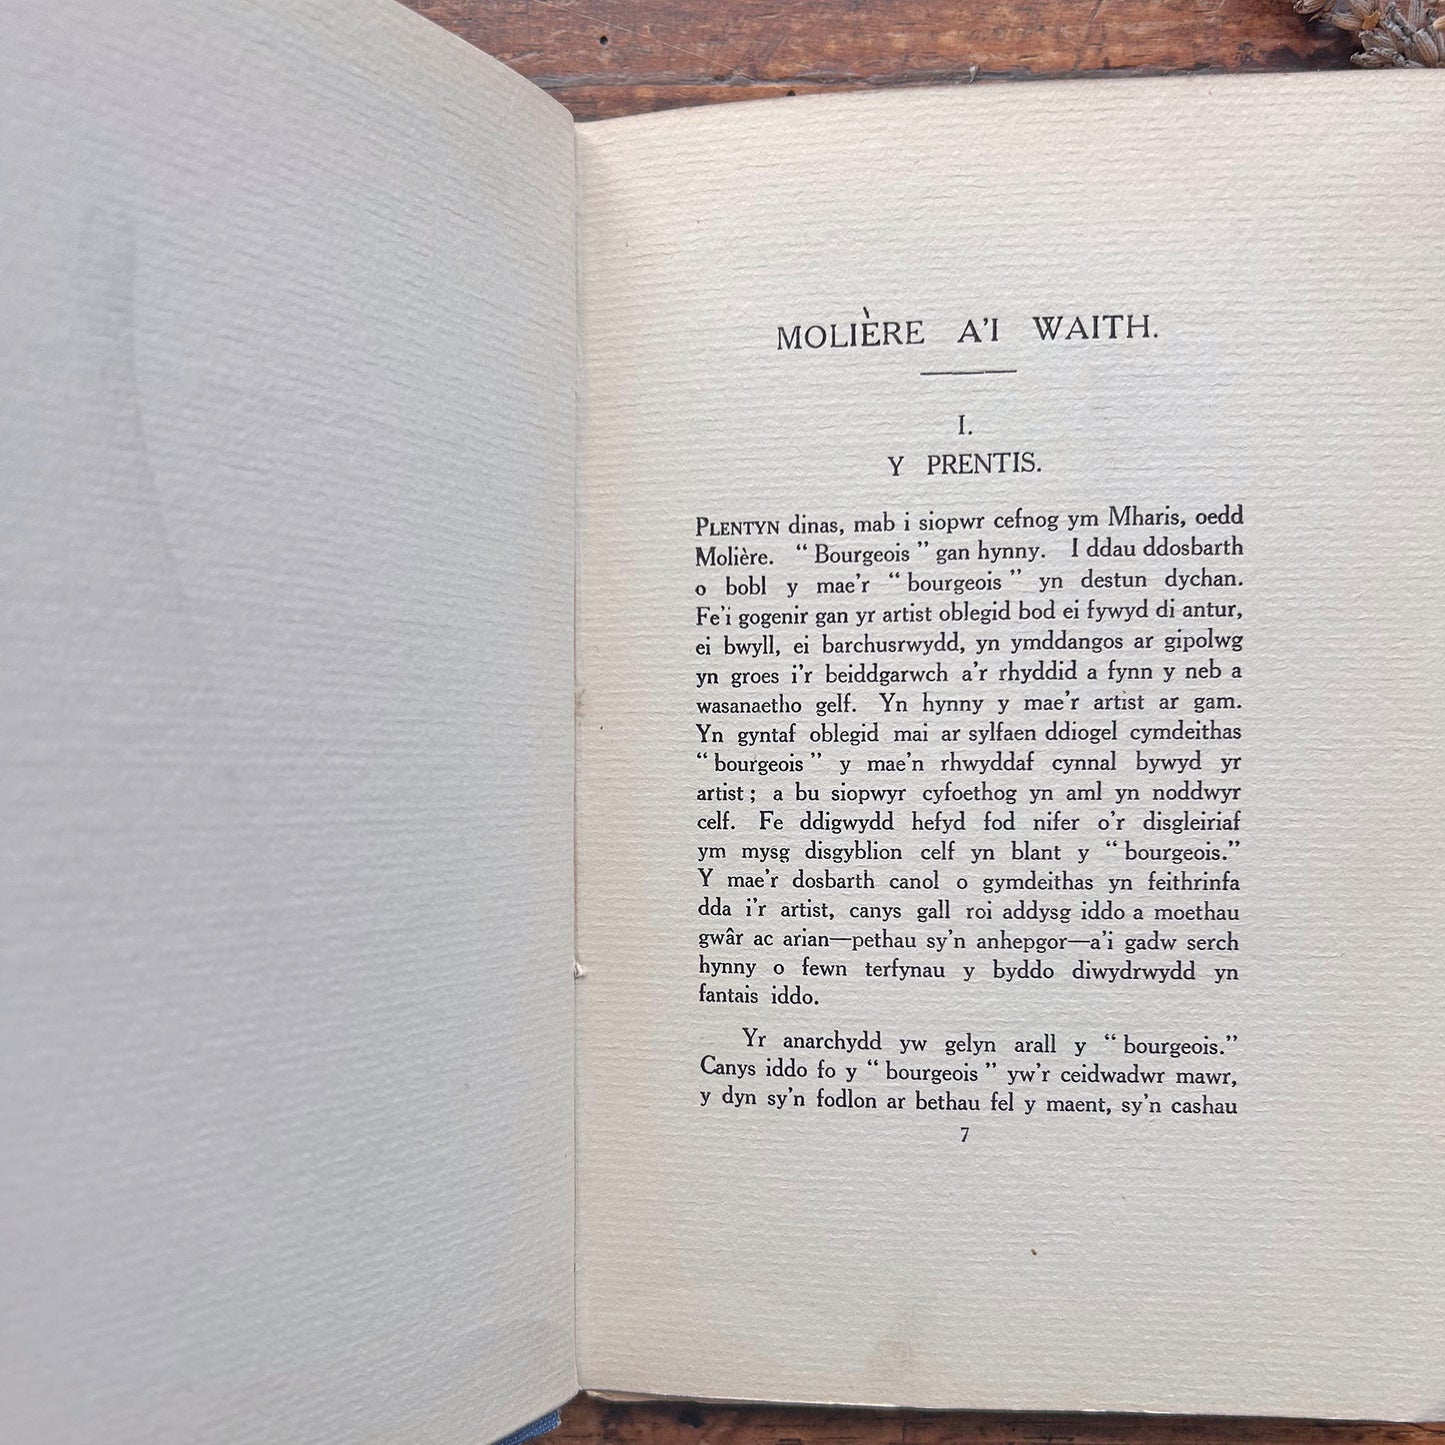 MOLIÈRE A'I WAITH.
I.
Y PRENTIS.
PLENTYN dinas, mab i siopwr cefnog ym Mharis, oedd
Molière. “ Bourgeois ” gan hynny. I ddau ddosbarth
o bobl y mae’r “ bourgeois ” yn destun dychan.
Fe’i gogenir gan yr artist oblegid bod ei fywyd di antur,
ei bwyll, ei barchusrwydd, yn ymddangos ar gipolwg
yn groes i’r beiddgarwch a’r rhyddid a fynn y neb a
wasanaetho gelf. Yn hynny y mae’r artist ar gam.
Yn gyntaf oblegid mai ar sylfaen ddiogel cymdeithas
“ bourgeois ” y mae’n rhwyddaf cynnal bywyd yr
artist ; a bu siopwyr cyfoethog yn aml yn noddwyr
celf. Fe ddigwydd hefyd fod nifer o’r disgleiriaf
ym mysg disgyblion celf yn blant y “ bourgeois.”
Y mae’r dosbarth canol o gymdeithas yn feithrinfa
dda i’r artist, canys gall roi addysg iddo a moethau
gwâr ac arian—pethau sy’n anhepgor—a’i gadw serch
hynny o fewn terfynau y byddo diwydrwydd yn
fantais iddo.
Yr anarchydd yw gelyn arall y “ bourgeois.”
Canys iddo fo y “ bourgeois ” yw’r ceidwadwr mawr,
y dyn sy’n fodlon ar bethau fel y maent, sy’n cashau
7